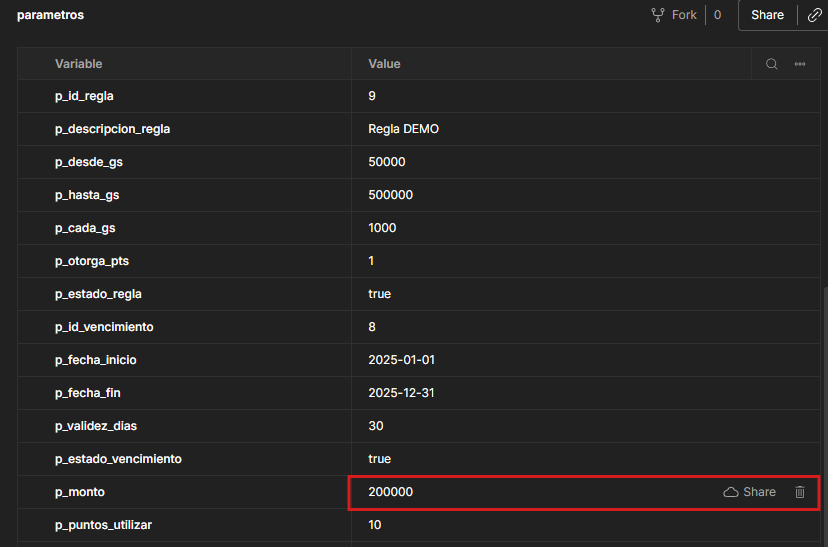 parametros Fork 0 Share
Variable Value
p_id_regla 9
p_descripcion_regla Regla DEMO
p_desde_gs 50000
p_hasta_gs 500000
p_cada_gs 1000
p_otorga_pts 1
p_estado_regla true
p_id_vencimiento 8
p_fecha_inicio 2025-01-01
p_fecha_fin 2025-12-31
p_validez_dias 30
p_estado_vencimiento true
p_monto 200000 Share
p_puntos_utilizar 10